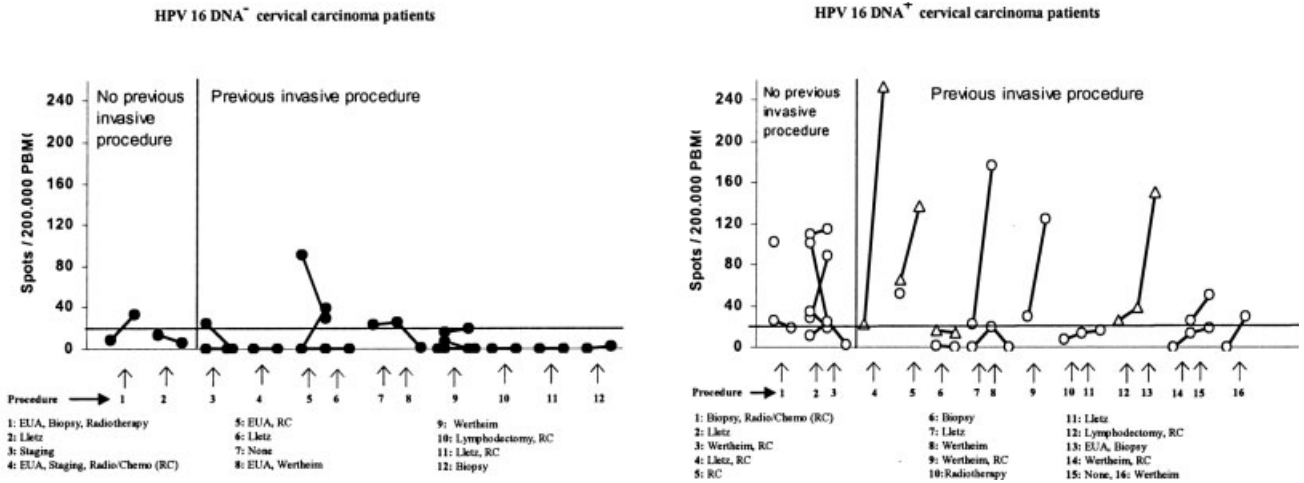 HPV 16 DNA⁻ cervical carcinoma patients
No previous invasive procedure
Previous invasive procedure
Spots / 200.000 PBM(
240
200
160
120
80
40
0
Procedure 1 2 3 4 5 6 7 8 9 10 11 12
1: EUA, Biopsy, Radiotherapy
2: Lletz
3: Staging
4: EUA, Staging, Radio/Chemo (RC)
5: EUA, RC
6: Lletz
7: None
8: EUA, Wertheim
9: Wertheim
10: Lymphodectomy, RC
11: Lletz, RC
12: Biopsy
HPV 16 DNA⁺ cervical carcinoma patients
No previous
invasive
procedure
Previous invasive procedure
Spots / 200.000 PBM(
240
200
160
120
80
40
0
Procedure 1 2 3 4 5 6 7 8 9 10 11 12 13 14 15 16
1: Biopsy, Radio/Chemo (RC)
2: Lletz
3: Wertheim, RC
4: Lletz, RC
5: RC
6: Biopsy
7: Lletz
8: Wertheim
9: Wertheim, RC
10:Radiotherapy
11: Lletz
12: Lymphodectomy, RC
13: EUA, Biopsy
14: Wertheim, RC
15: None, 16: Wertheim